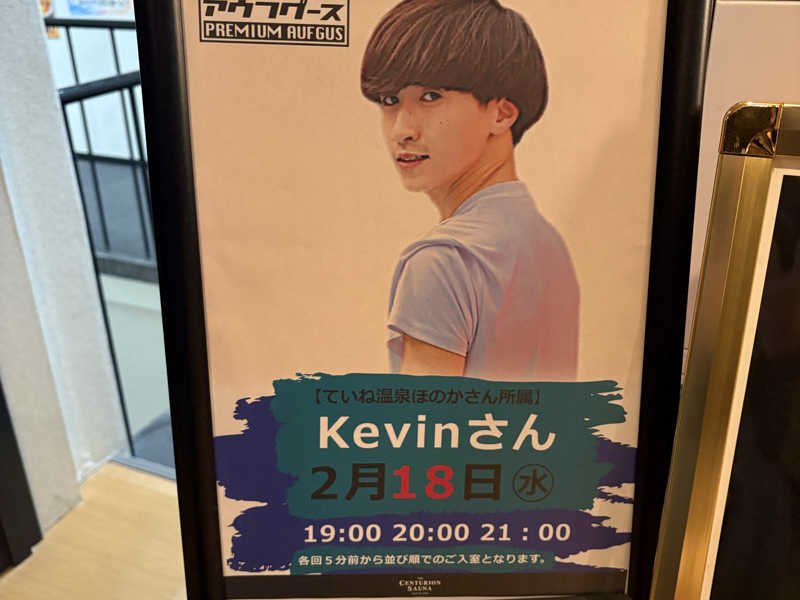 アウフグース
PREMIUM AUFGUS
【ていね温泉ほのかさん所属】
Kevinさん
2月18日㊌
19:00 20:00 21：00
各回５分前から並び順でのご入室となります。
CENTURION
SAUNA